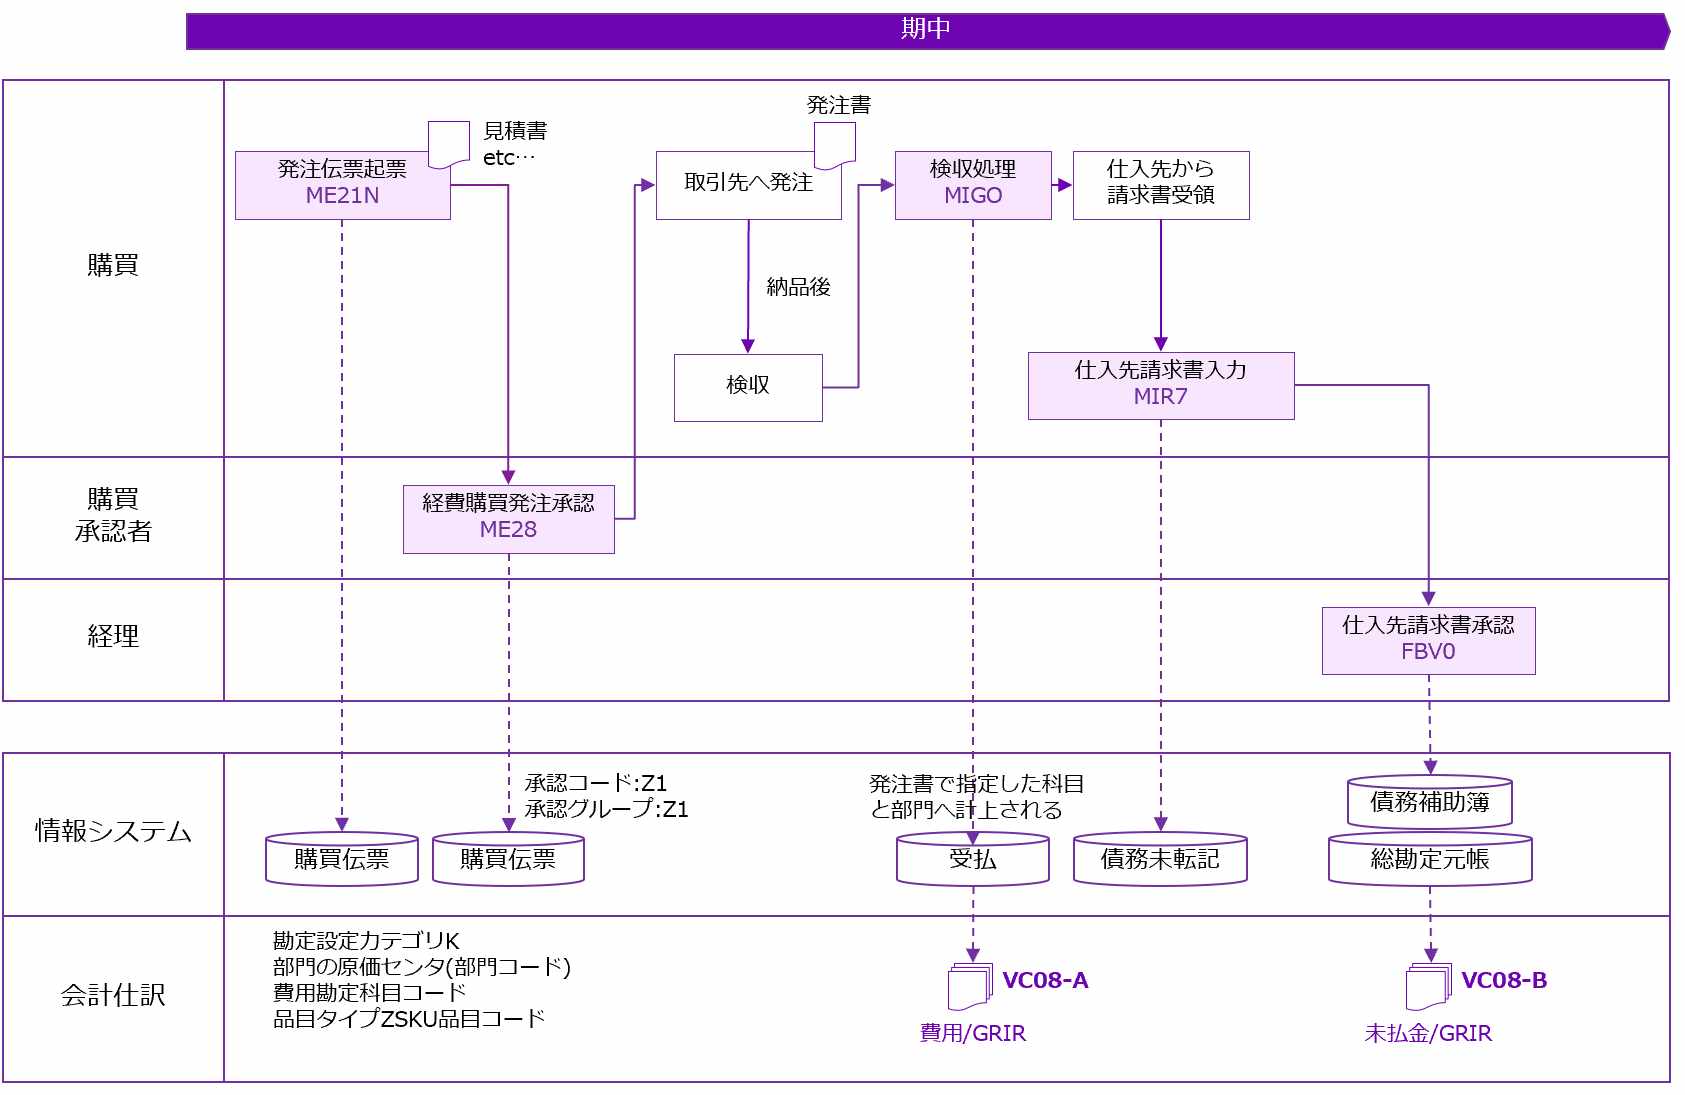 期中
購買
発注伝票起票
ME21N
見積書
etc…
発注書
取引先へ発注
納品後
検収
検収処理
MIGO
仕入先から
請求書受領
仕入先請求書入力
MIR7
購買
承認者
経費購買発注承認
ME28
経理
仕入先請求書承認
FBV0
情報システム
購買伝票
承認コード:Z1
承認グループ:Z1
購買伝票
発注書で指定した科目
と部門へ計上される
受払
債務未転記
債務補助簿
総勘定元帳
会計仕訳
勘定設定カテゴリK
部門の原価センタ(部門コード)
費用勘定科目コード
品目タイプZSKU品目コード
VC08-A
費用/GRIR
VC08-B
未払金/GRIR